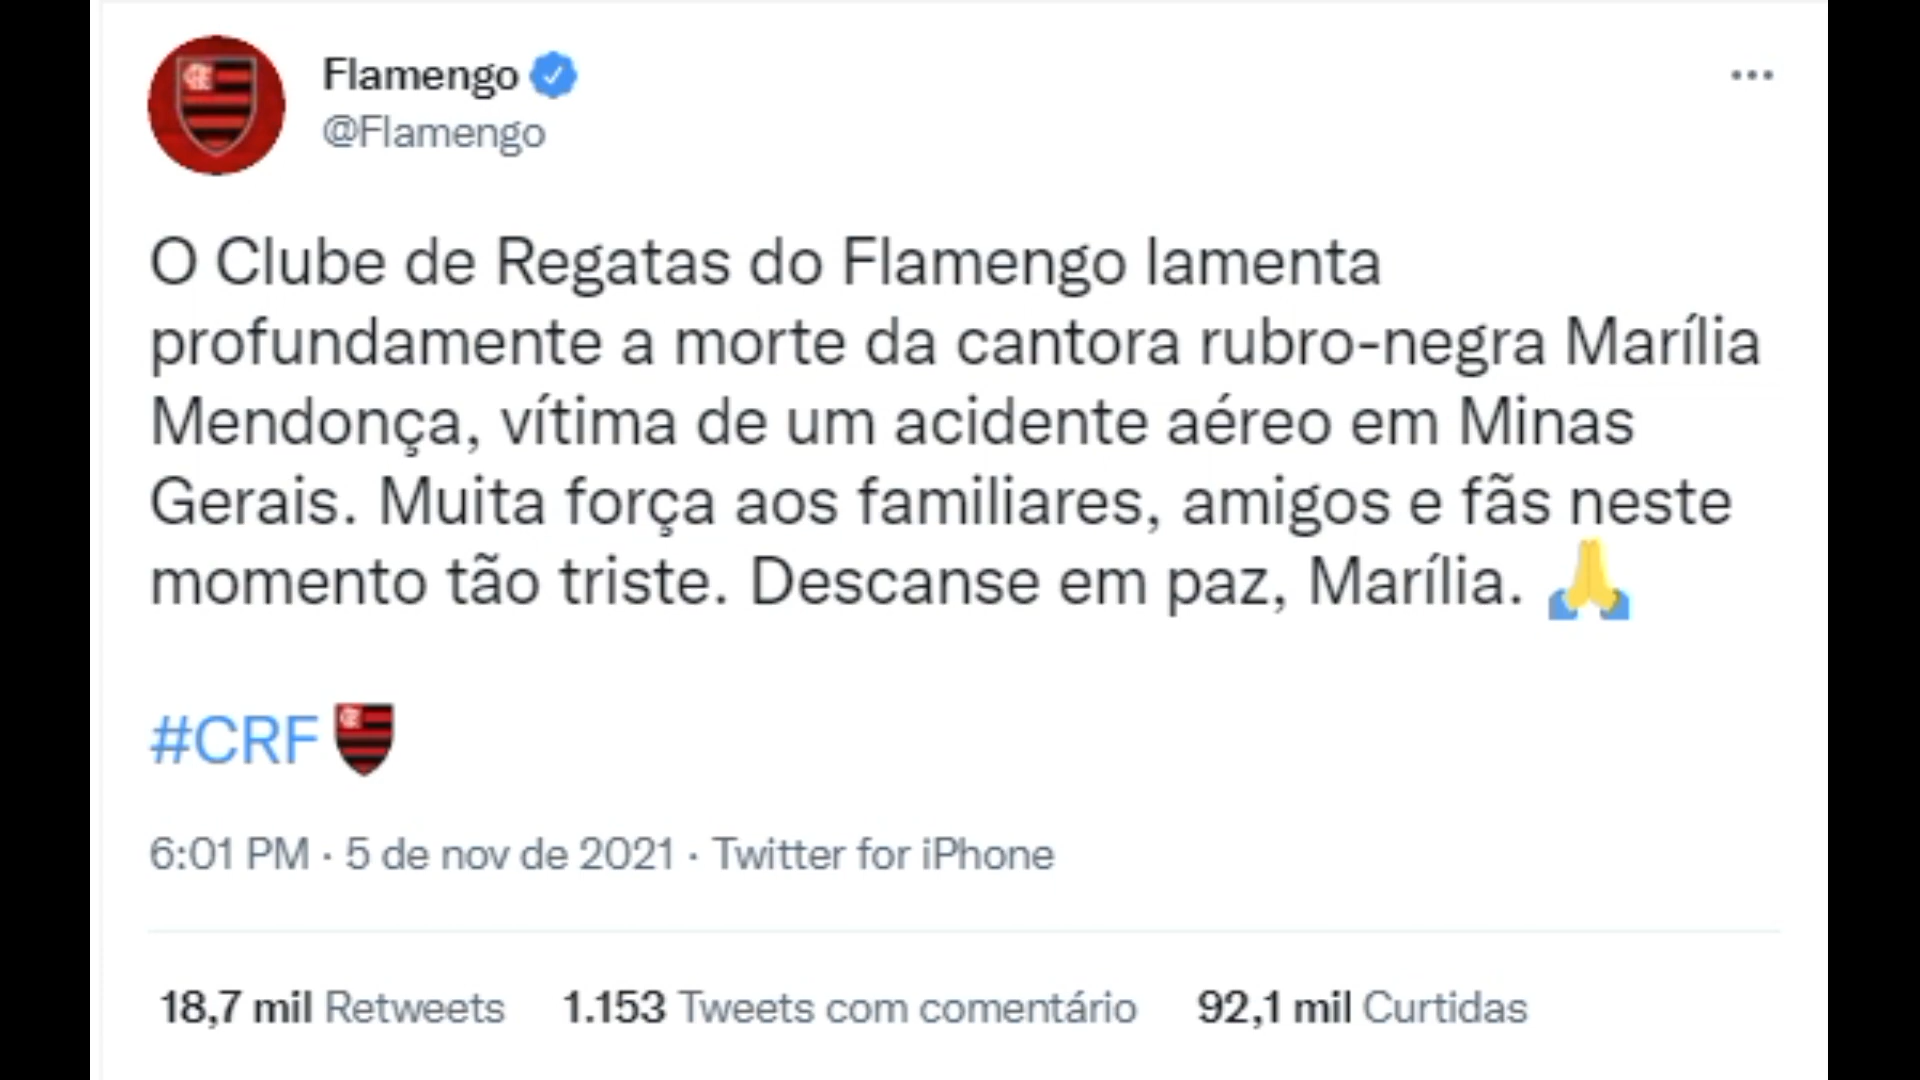 Flamengo
@Flamengo
O Clube de Regatas do Flamengo lamenta
profundamente a morte da cantora rubro-negra Marília
Mendonça, vítima de um acidente aéreo em Minas
Gerais. Muita força aos familiares, amigos e fãs neste
momento tão triste. Descanse em paz, Marília. 🙏
#CRF
6:01 PM · 5 de nov de 2021 · Twitter for iPhone
18,7 mil Retweets 1.153 Tweets com comentário 92,1 mil Curtidas